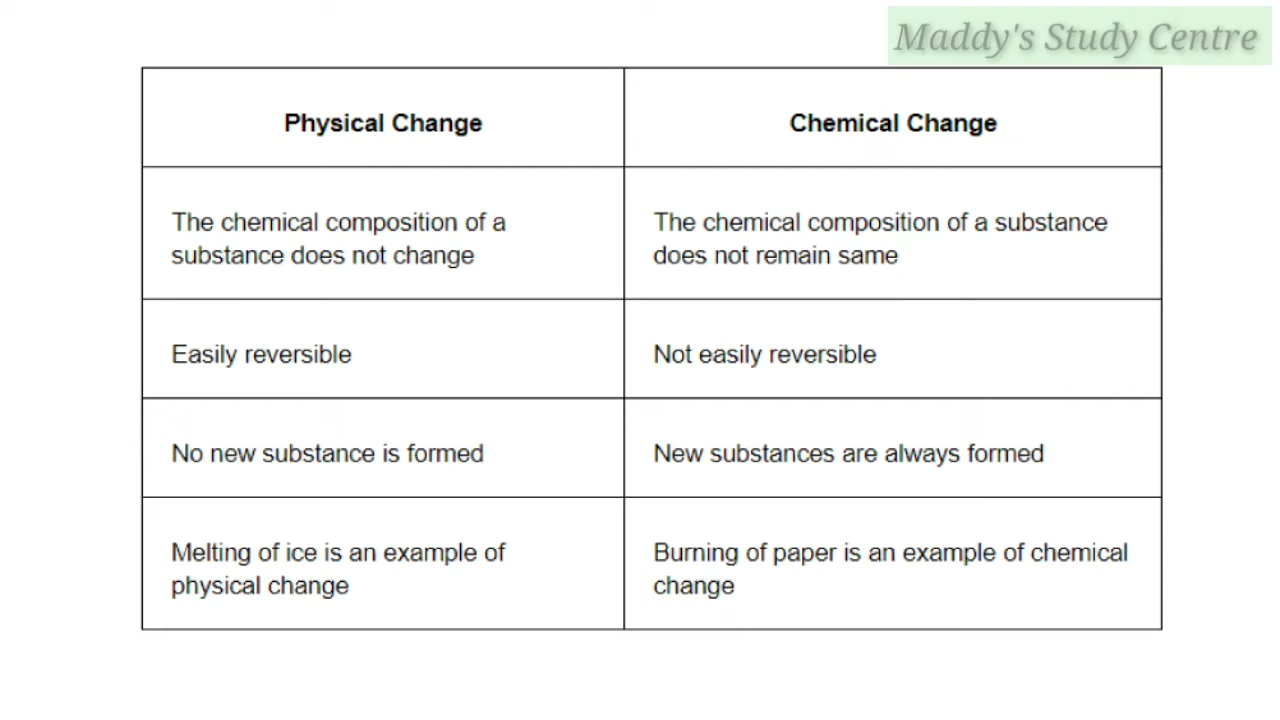 Maddy's Study Centre
Physical Change
Chemical Change
The chemical composition of a
substance does not change
The chemical composition of a substance
does not remain same
Easily reversible
Not easily reversible
No new substance is formed
New substances are always formed
Melting of ice is an example of
physical change
Burning of paper is an example of chemical
change